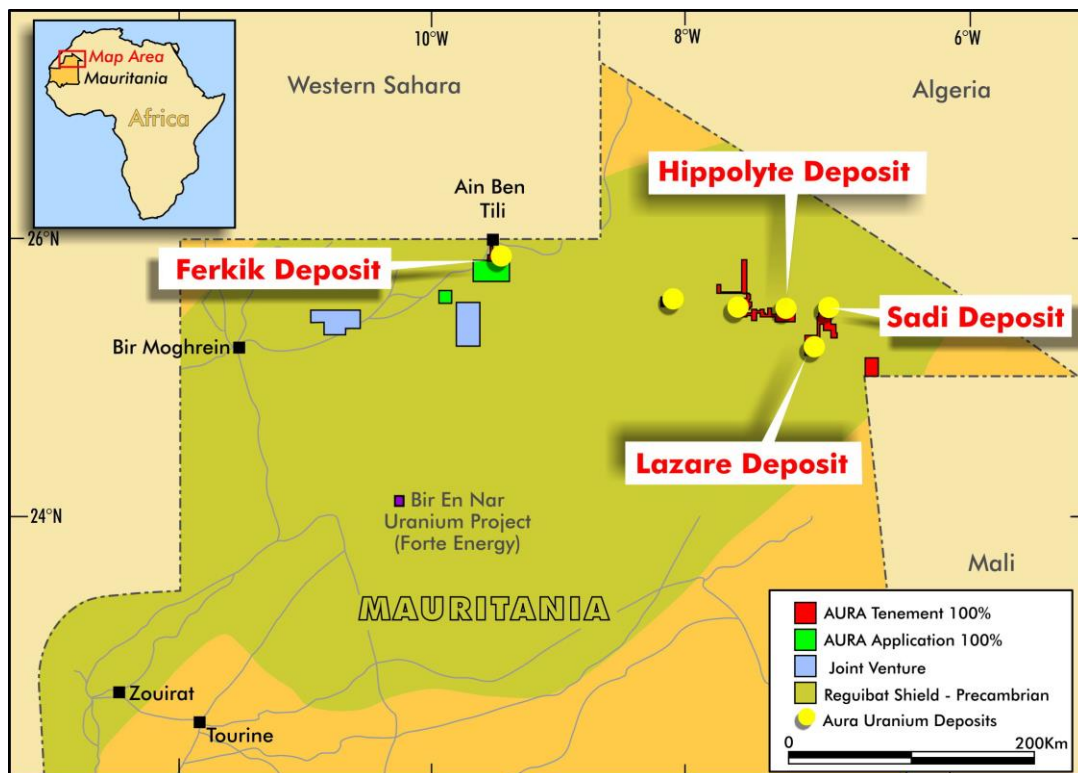 Map Area
Mauritania
Africa
10°W
8°W
6°W
Western Sahara
Algeria
Hippolyte Deposit
Ain Ben
Tili
26°N
Ferkik Deposit
Sadi Deposit
Bir Moghrein
Lazare Deposit
24°N
Bir En Nar
Uranium Project
(Forte Energy)
Mali
MAURITANIA
AURA Tenement 100%
AURA Application 100%
Joint Venture
Reguibat Shield - Precambrian
Aura Uranium Deposits
0
200Km
Zouirat
Tourine